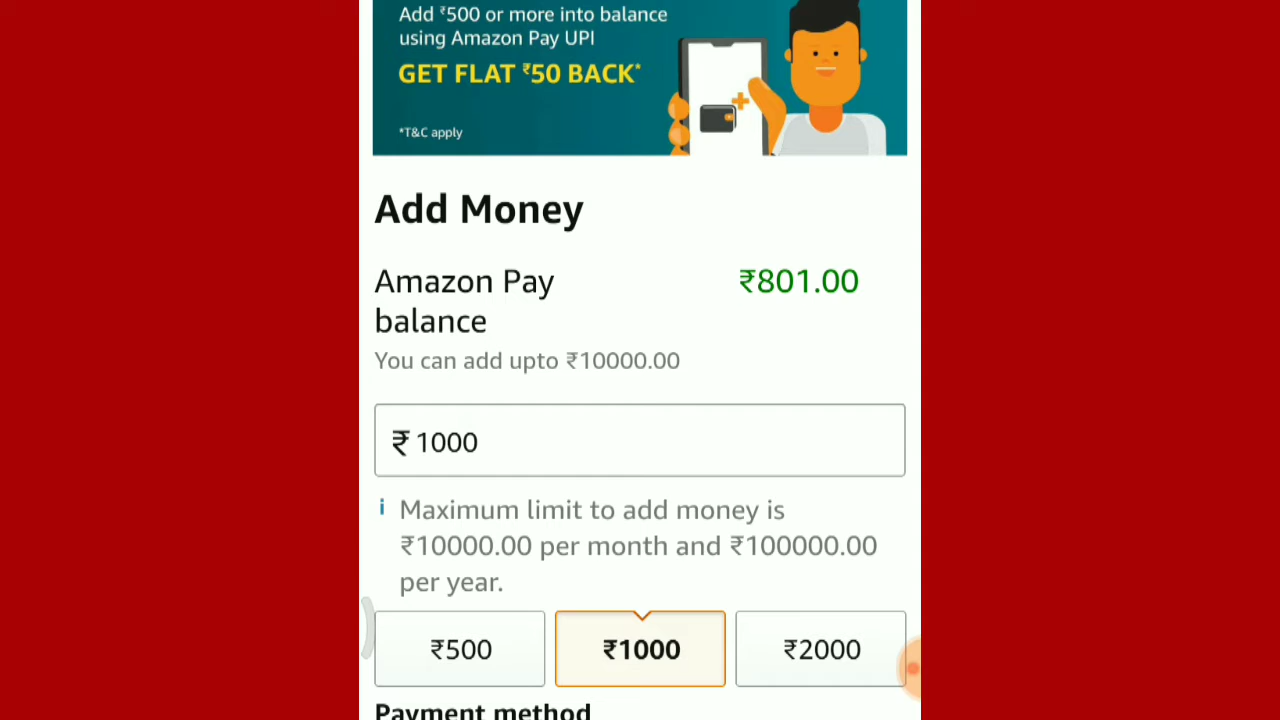 Add ₹500 or more into balance
using Amazon Pay UPI
GET FLAT ₹50 BACK*
*T&C apply
Add Money
Amazon Pay balance ₹801.00
You can add upto ₹10000.00
₹ 1000
i Maximum limit to add money is
₹10000.00 per month and ₹100000.00
per year.
₹500 ₹1000 ₹2000
Payment method